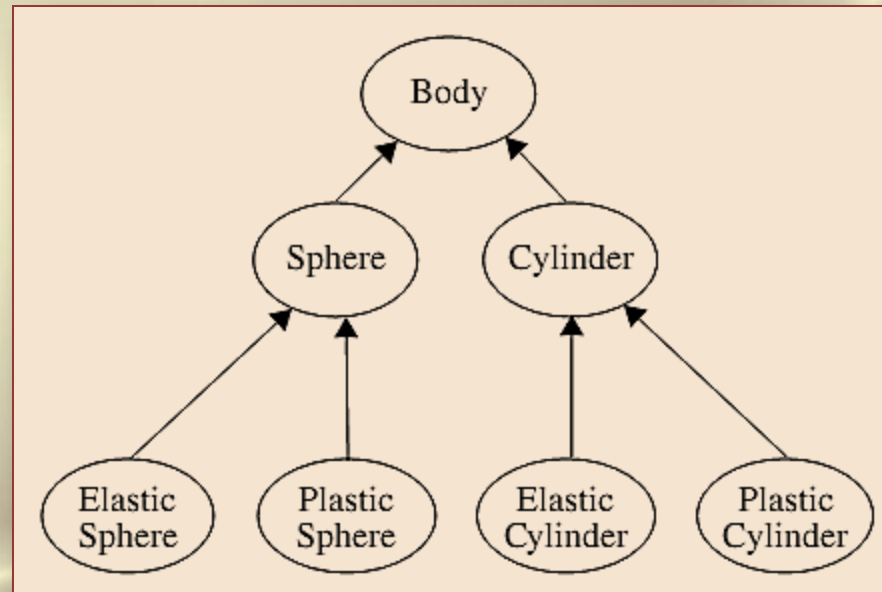 Body
Sphere
Cylinder
Elastic
Sphere
Plastic
Sphere
Elastic
Cylinder
Plastic
Cylinder